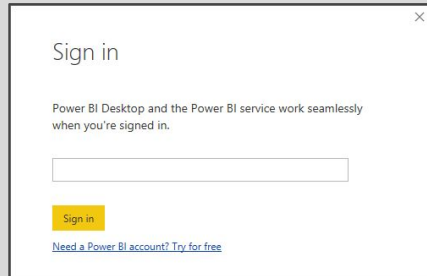 Sign in
Power BI Desktop and the Power BI service work seamlessly
when you're signed in.
Sign in
Need a Power BI account? Try for free